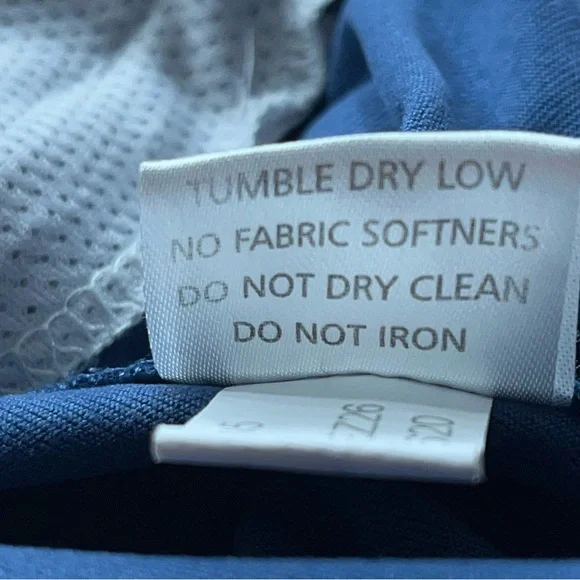 TUMBLE DRY LOW
NO FABRIC SOFTNERS
DO NOT DRY CLEAN
DO NOT IRON